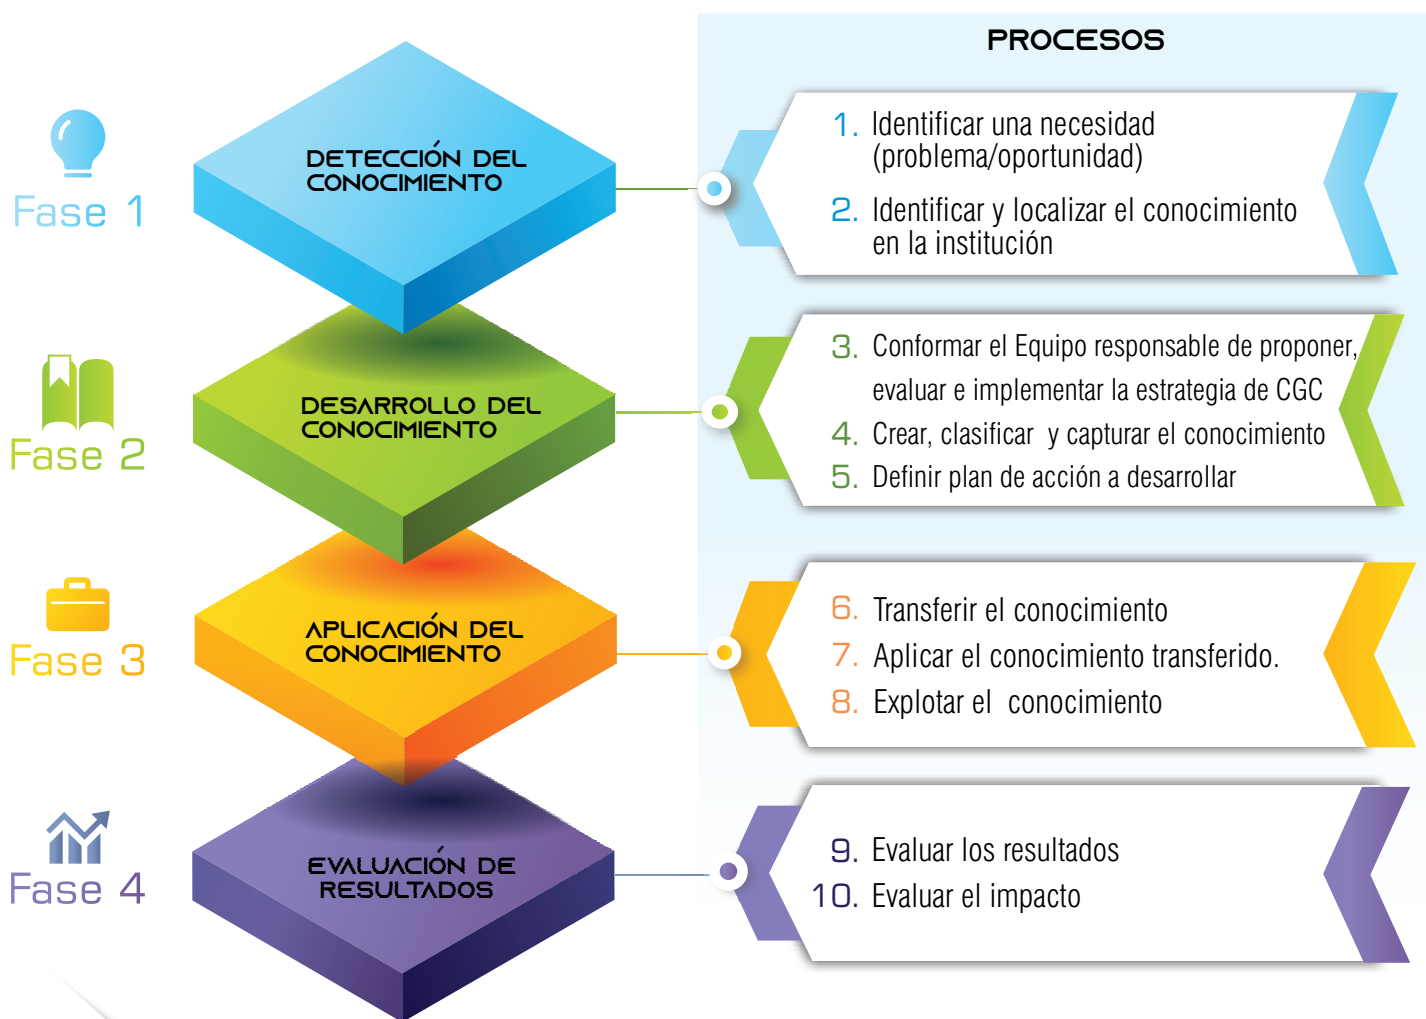 PROCESOS
Fase 1
DETECCIÓN DEL
CONOCIMIENTO
1. Identificar una necesidad
(problema/oportunidad)
2. Identificar y localizar el conocimiento
en la institución
Fase 2
DESARROLLO DEL
CONOCIMIENTO
3. Conformar el Equipo responsable de proponer,
evaluar e implementar la estrategia de CGC
4. Crear, clasificar y capturar el conocimiento
5. Definir plan de acción a desarrollar
Fase 3
APLICACIÓN DEL
CONOCIMIENTO
6. Transferir el conocimiento
7. Aplicar el conocimiento transferido.
8. Explotar el conocimiento
Fase 4
EVALUACIÓN DE
RESULTADOS
9. Evaluar los resultados
10. Evaluar el impacto